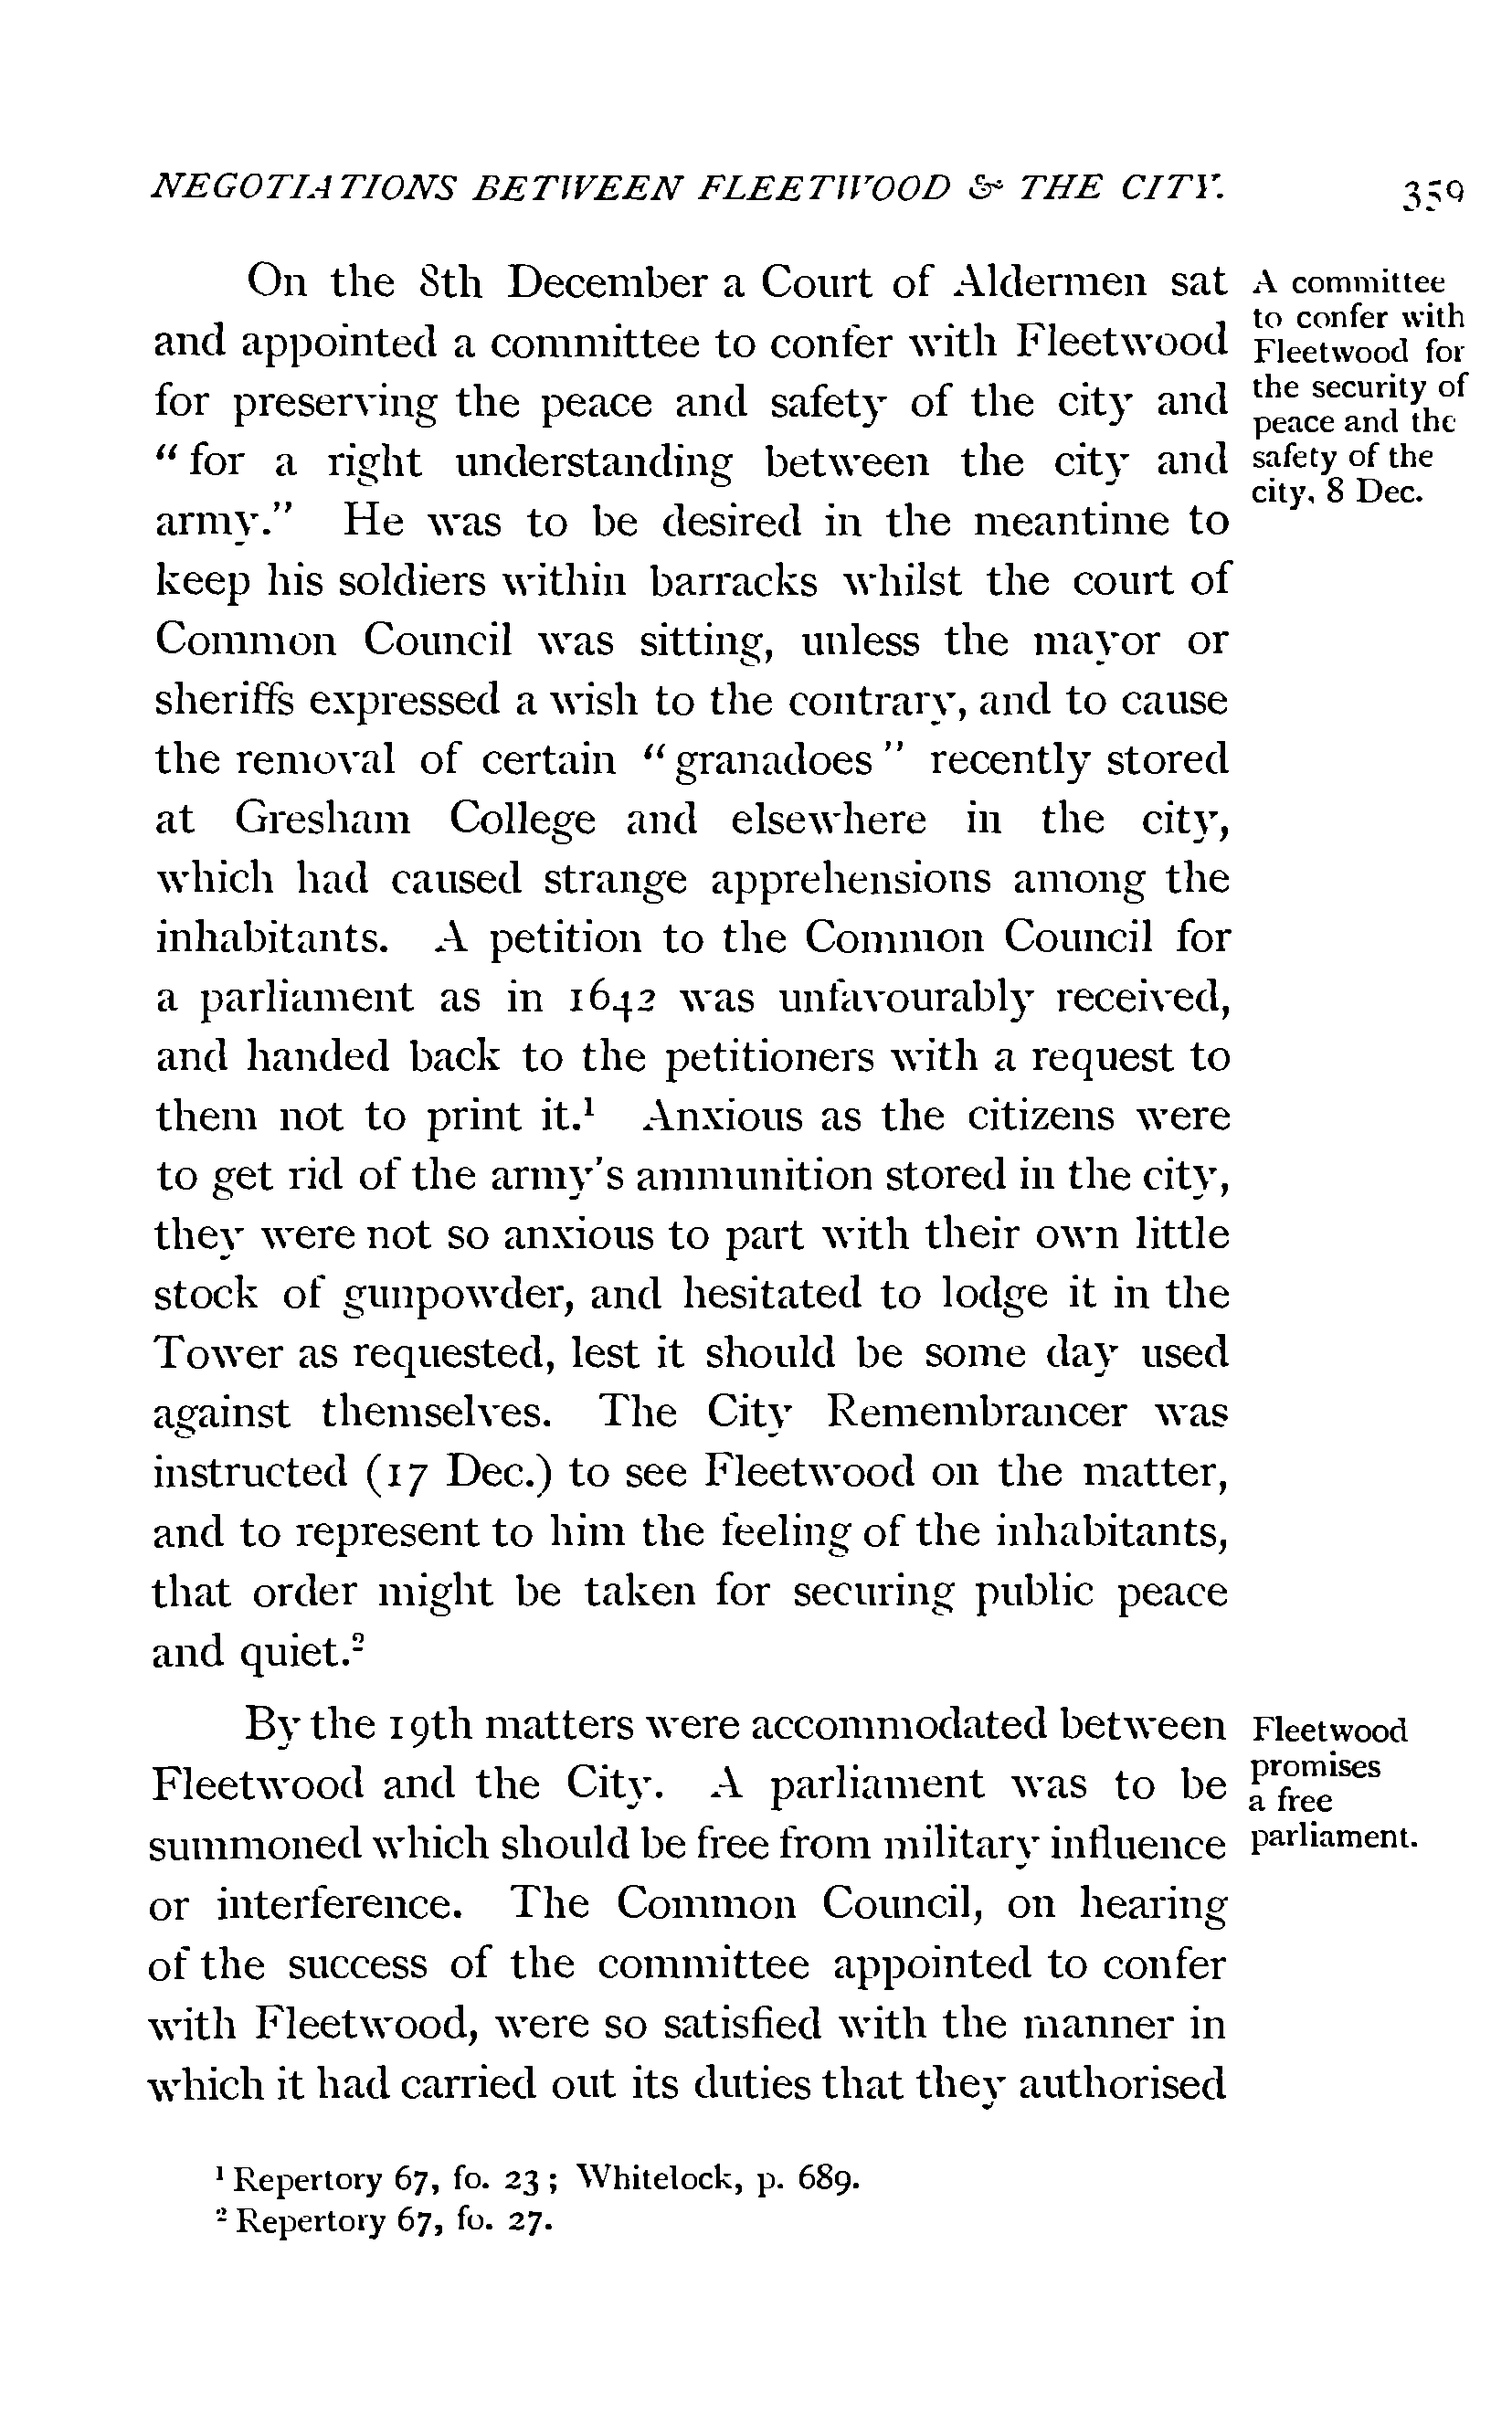 NEGOTIATIONS BETWEEN FLEETWOOD & THE CITY. 359
On the 8th December a Court of Aldermen sat
and appointed a committee to confer with Fleetwood
for preserving the peace and safety of the city and
“for a right understanding between the city and
army.” He was to be desired in the meantime to
keep his soldiers within barracks whilst the court of
Common Council was sitting, unless the mayor or
sheriffs expressed a wish to the contrary, and to cause
the removal of certain “granadoes” recently stored
at Gresham College and elsewhere in the city,
which had caused strange apprehensions among the
inhabitants. A petition to the Common Council for
a parliament as in 1642 was unfavourably received,
and handed back to the petitioners with a request to
them not to print it.¹ Anxious as the citizens were
to get rid of the army's ammunition stored in the city,
they were not so anxious to part with their own little
stock of gunpowder, and hesitated to lodge it in the
Tower as requested, lest it should be some day used
against themselves. The City Remembrancer was
instructed (17 Dec.) to see Fleetwood on the matter,
and to represent to him the feeling of the inhabitants,
that order might be taken for securing public peace
and quiet.²
A committee
to confer with
Fleetwood for
the security of
peace and the
safety of the
city, 8 Dec.
By the 19th matters were accommodated between
Fleetwood and the City. A parliament was to be
summoned which should be free from military influence
or interference. The Common Council, on hearing
of the success of the committee appointed to confer
with Fleetwood, were so satisfied with the manner in
which it had carried out its duties that they authorised
Fleetwood
promises
a free
parliament.
¹ Repertory 67, fo. 23; Whitelock, p. 689.
² Repertory 67, fo. 27.